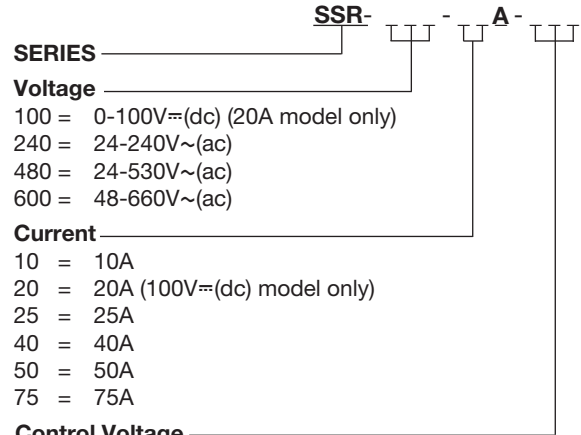 SSR- - A -
SERIES
Voltage
100 = 0-100V⎓(dc) (20A model only)
240 = 24-240V~(ac)
480 = 24-530V~(ac)
600 = 48-660V~(ac)
Current
10 = 10A
20 = 20A (100V⎓(dc) model only)
25 = 25A
40 = 40A
50 = 50A
75 = 75A
Control Voltage